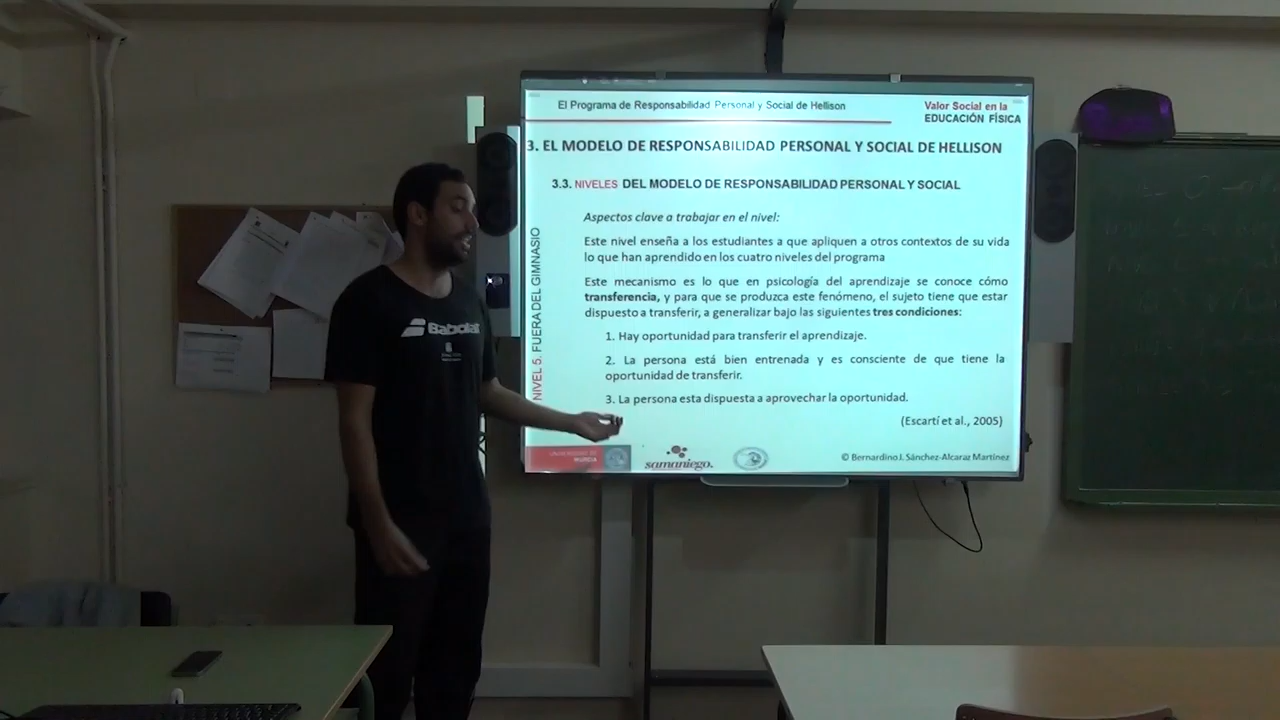 El Programa de Responsabilidad Personal y Social de Hellison
Valor Social en la
EDUCACIÓN FÍSICA
3. EL MODELO DE RESPONSABILIDAD PERSONAL Y SOCIAL DE HELLISON
3.3. NIVELES DEL MODELO DE RESPONSABILIDAD PERSONAL Y SOCIAL
NIVEL 5. FUERA DEL GIMNASIO
Aspectos clave a trabajar en el nivel:
Este nivel enseña a los estudiantes a que apliquen a otros contextos de su vida
lo que han aprendido en los cuatro niveles del programa
Este mecanismo es lo que en psicología del aprendizaje se conoce cómo
transferencia, y para que se produzca este fenómeno, el sujeto tiene que estar
dispuesto a transferir, a generalizar bajo las siguientes tres condiciones:
1. Hay oportunidad para transferir el aprendizaje.
2. La persona está bien entrenada y es consciente de que tiene la
oportunidad de transferir.
3. La persona esta dispuesta a aprovechar la oportunidad.
(Escartí et al., 2005)
UNIVERSIDAD DE
MURCIA
samaniego.
© Bernardino J. Sánchez-Alcaraz Martínez
Babolat